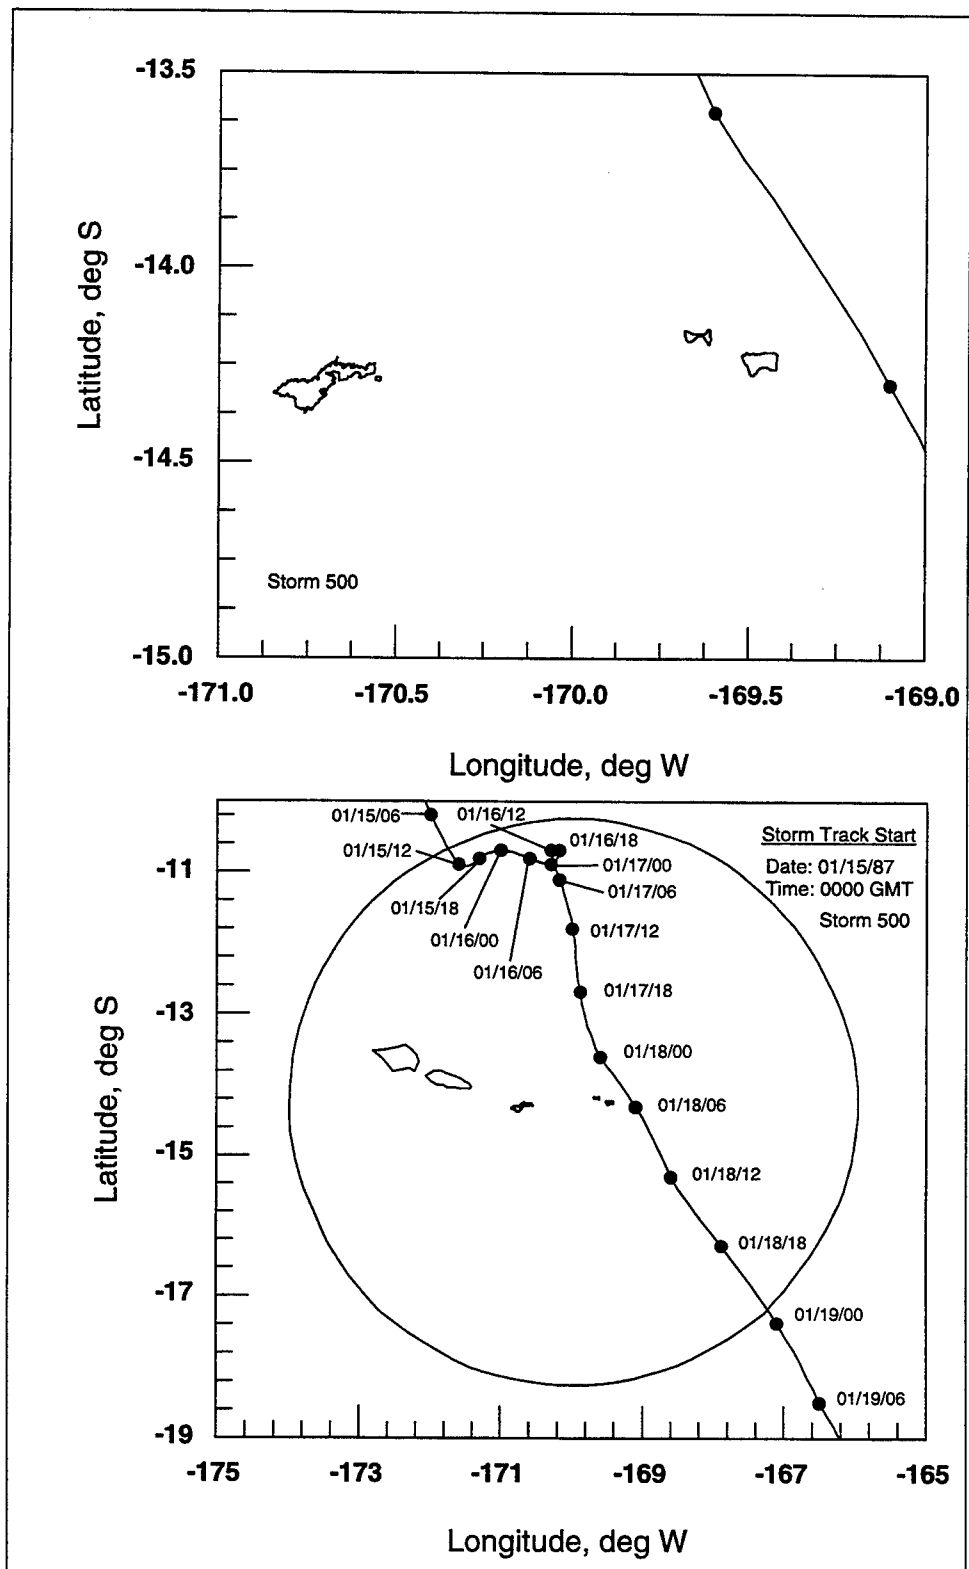 -13.5
-14.0
-14.5
-15.0
Latitude, deg S
Storm 500
-171.0 -170.5 -170.0 -169.5 -169.0
Longitude, deg W
-11
-13
-15
-17
-19
Latitude, deg S
01/15/06
01/15/12
01/15/18
01/16/00
01/16/06
01/16/12
01/16/18
01/17/00
01/17/06
01/17/12
01/17/18
01/18/00
01/18/06
01/18/12
01/18/18
01/19/00
01/19/06
Storm Track Start
Date: 01/15/87
Time: 0000 GMT
Storm 500
-175 -173 -171 -169 -167 -165
Longitude, deg W